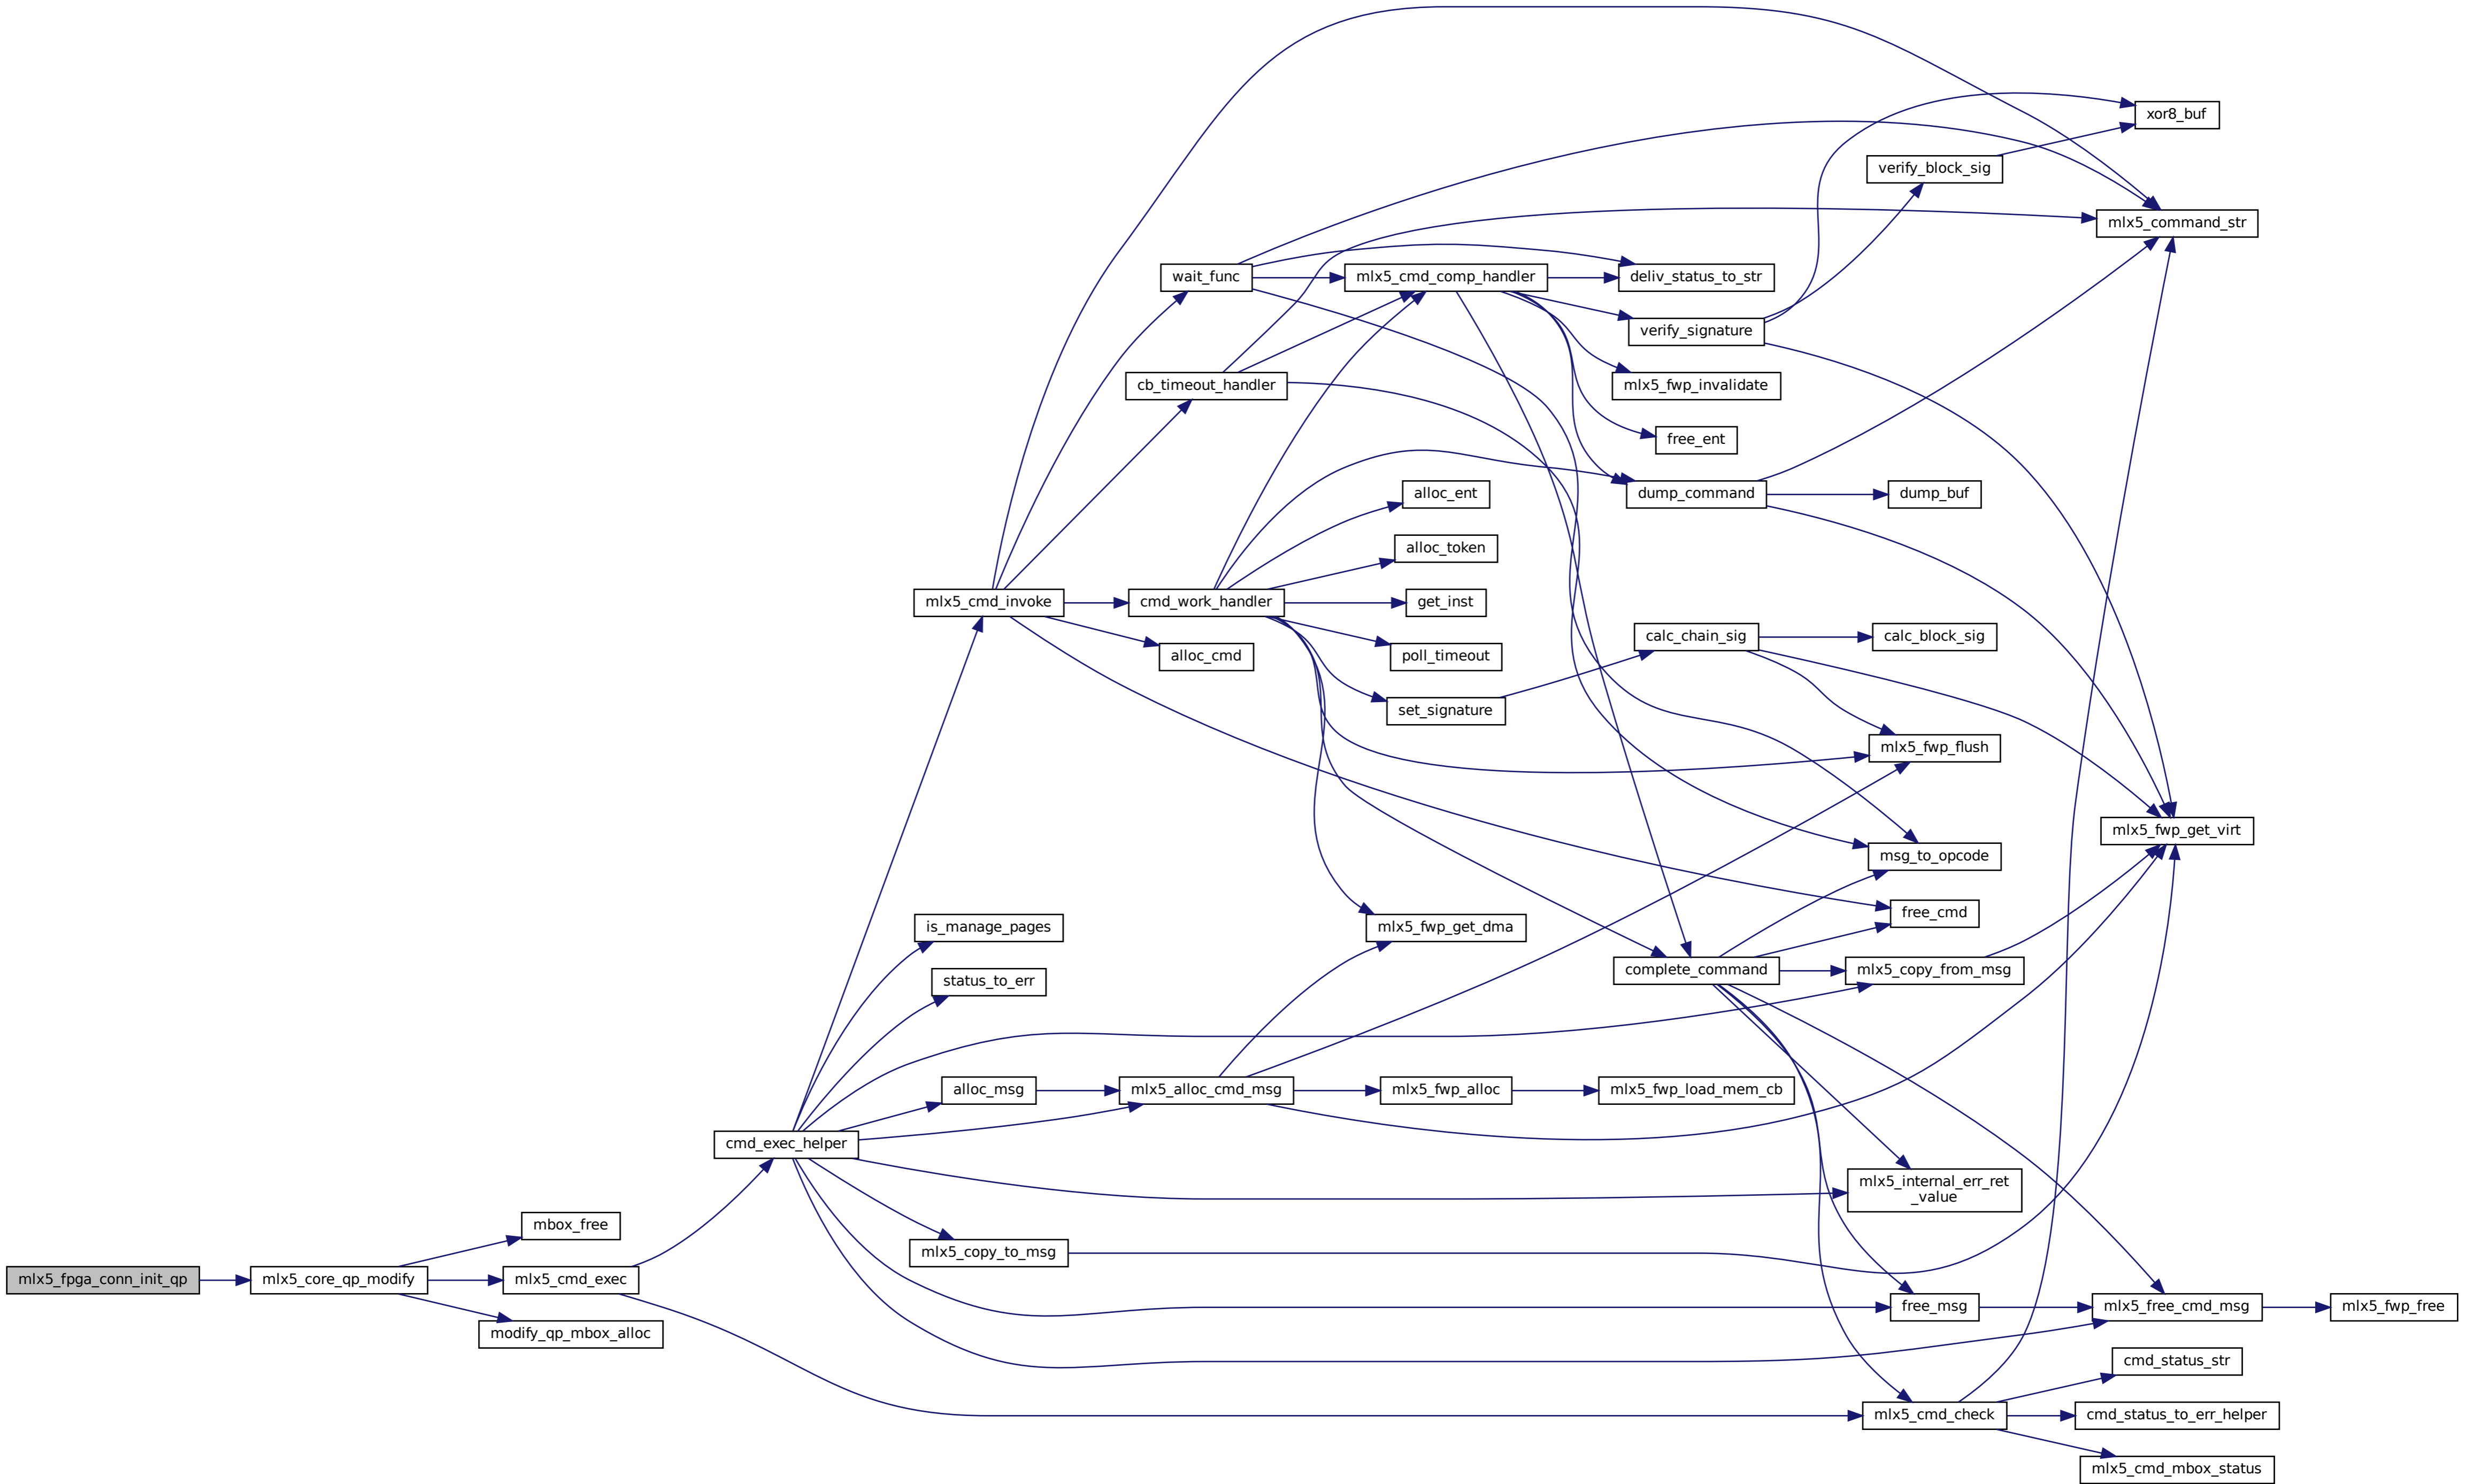 mlx5_fpga_conn_init_qp
mlx5_core_qp_modify
mbox_free
mlx5_cmd_exec
modify_qp_mbox_alloc
cmd_exec_helper
mlx5_cmd_invoke
is_manage_pages
status_to_err
alloc_msg
mlx5_copy_to_msg
wait_func
cb_timeout_handler
cmd_work_handler
alloc_cmd
mlx5_alloc_cmd_msg
mlx5_cmd_comp_handler
alloc_ent
alloc_token
get_inst
poll_timeout
set_signature
mlx5_fwp_get_dma
mlx5_fwp_alloc
deliv_status_to_str
verify_signature
mlx5_fwp_invalidate
free_ent
dump_command
calc_chain_sig
complete_command
mlx5_fwp_load_mem_cb
verify_block_sig
dump_buf
calc_block_sig
mlx5_fwp_flush
msg_to_opcode
free_cmd
mlx5_copy_from_msg
mlx5_internal_err_ret
_value
free_msg
mlx5_cmd_check
xor8_buf
mlx5_command_str
mlx5_fwp_get_virt
mlx5_free_cmd_msg
cmd_status_str
cmd_status_to_err_helper
mlx5_cmd_mbox_status
mlx5_fwp_free